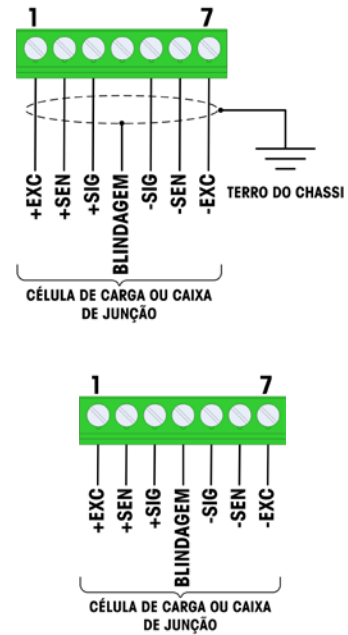 1 7
+EXC
+SEN
+SIG
BLINDAGEM
-SIG
-SEN
-EXC
TERRO DO CHASSI
CÉLULA DE CARGA OU CAIXA
DE JUNÇÃO
1 7
+EXC
+SEN
+SIG
BLINDAGEM
-SIG
-SEN
-EXC
CÉLULA DE CARGA OU CAIXA
DE JUNÇÃO